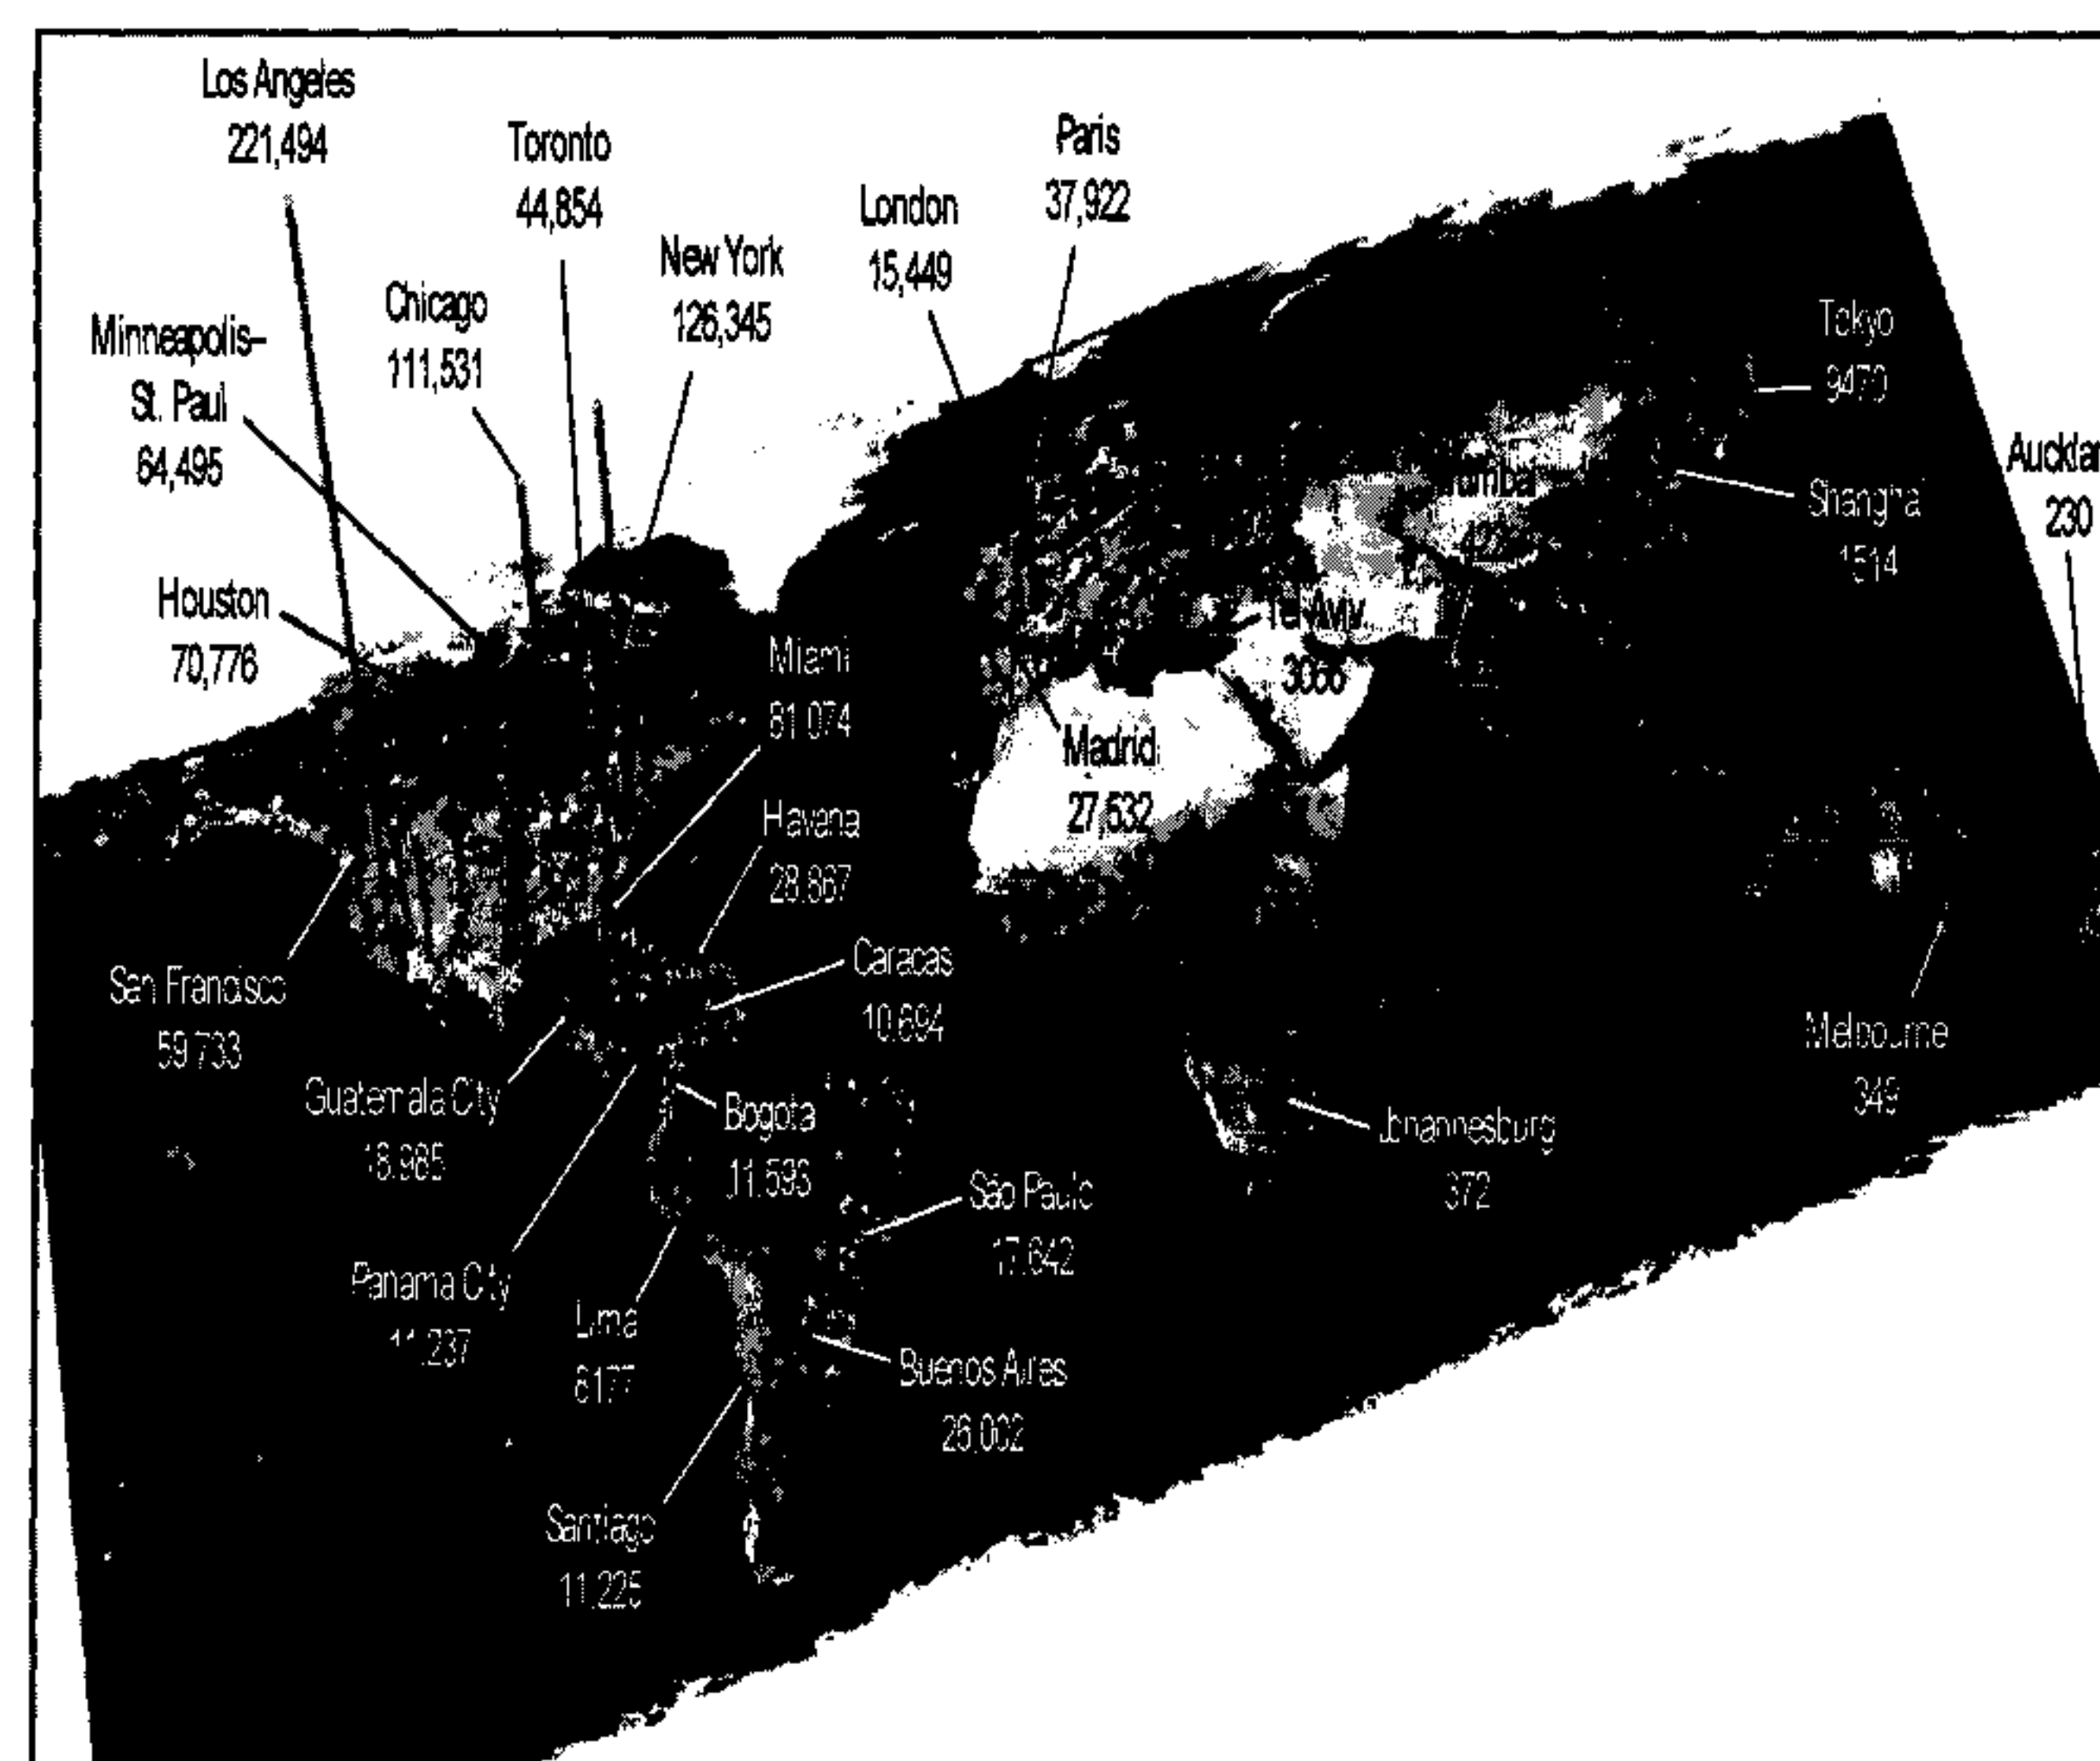 Los Angeles
221,494
Toronto
44,854
Paris
37,922
London
15,449
New York
126,345
Chicago
111,531
Minneapolis–
St. Paul
64,495
Tokyo
9470
Shanghai
1514
Houston
70,776
Miami
81,074
Tel Aviv
Madrid
27,532
Havana
28,867
Caracas
10,694
San Francisco
59,733
Melbourne
349
Guatemala City
18,985
Bogota
11,593
Johannesburg
372
São Paulo
17,642
Panama City
11,237
Lima
6177
Buenos Aires
26,002
Santiago
11,225
230